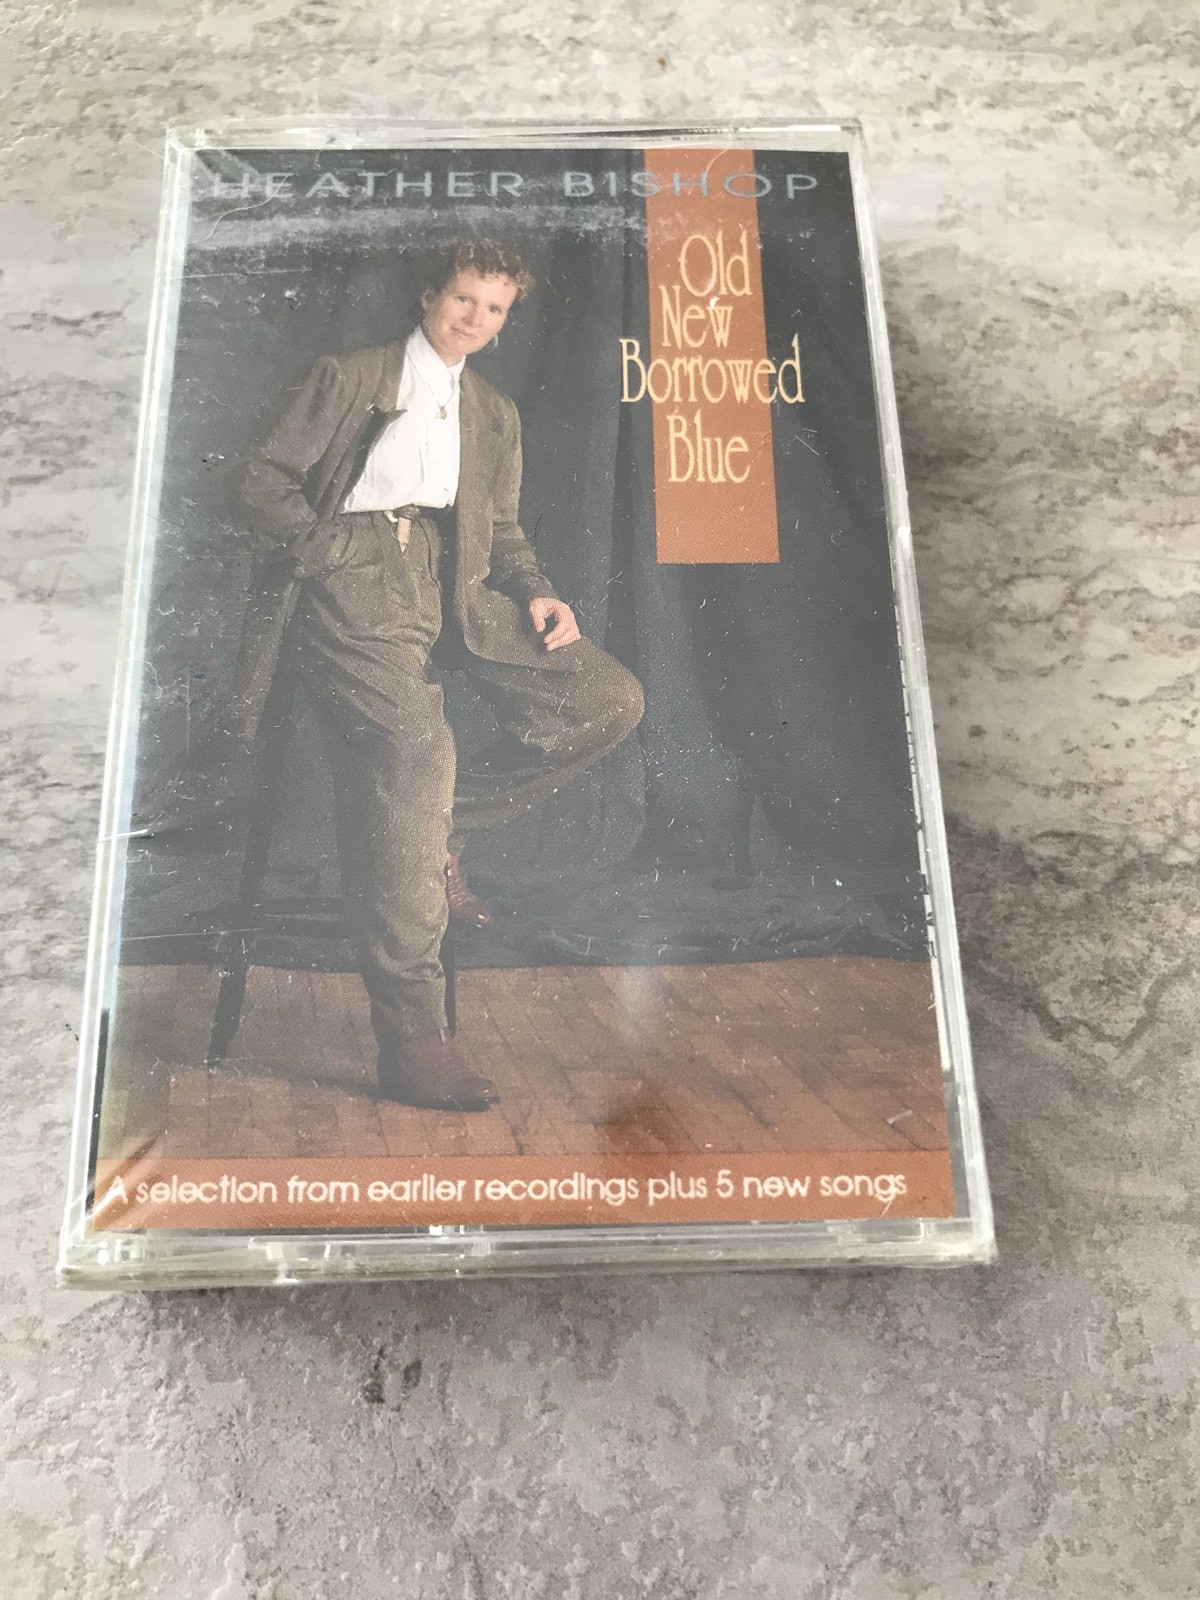 HEATHER BISHOP
Old
New
Borrowed
Blue
A selection from earlier recordings plus 5 new songs